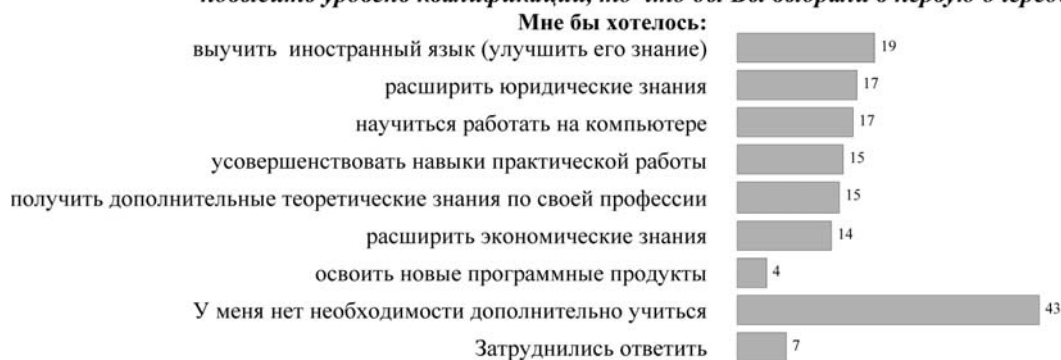 Мне бы хотелось:
выучить иностранный язык (улучшить его знание) 19
расширить юридические знания 17
научиться работать на компьютере 17
усовершенствовать навыки практической работы 15
получить дополнительные теоретические знания по своей профессии 15
расширить экономические знания 14
освоить новые программные продукты 4
У меня нет необходимости дополнительно учиться 43
Затруднились ответить 7